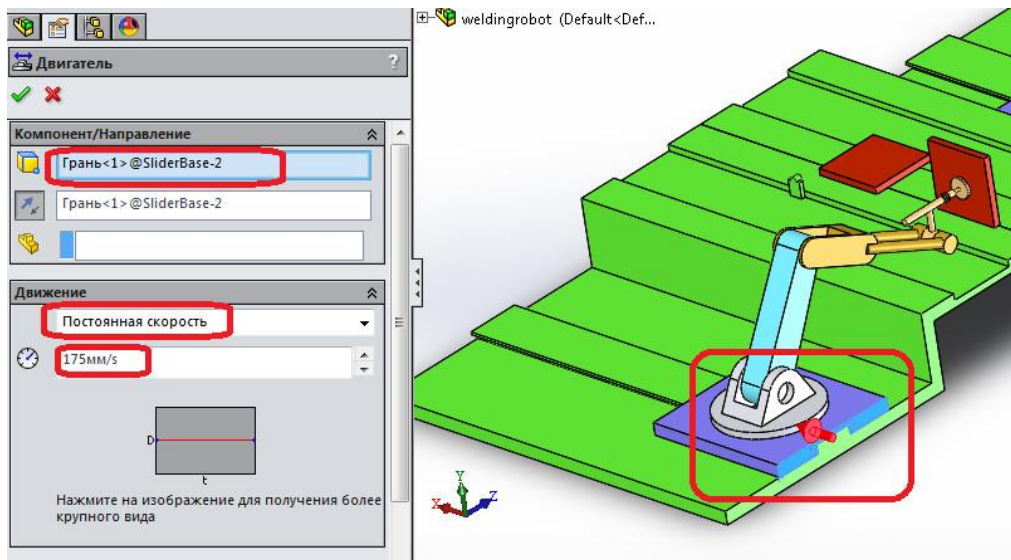 weldingrobot (Default<Def...
Двигатель
?
Компонент/Направление
Грань<1>@SliderBase-2
Грань<1>@SliderBase-2
Движение
Постоянная скорость
175мм/s
D
t
Нажмите на изображение для получения более
крупного вида
Y
X
Z